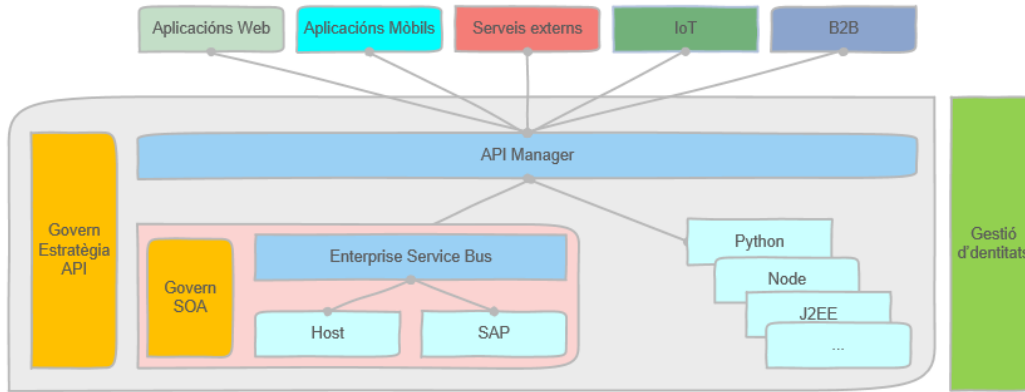 Aplicacións Web
Aplicacións Mòbils
Serveis externs
IoT
B2B
API Manager
Govern
Estratègia
API
Govern
SOA
Enterprise Service Bus
Host
SAP
Python
Node
J2EE
...
Gestió
d'dentitats